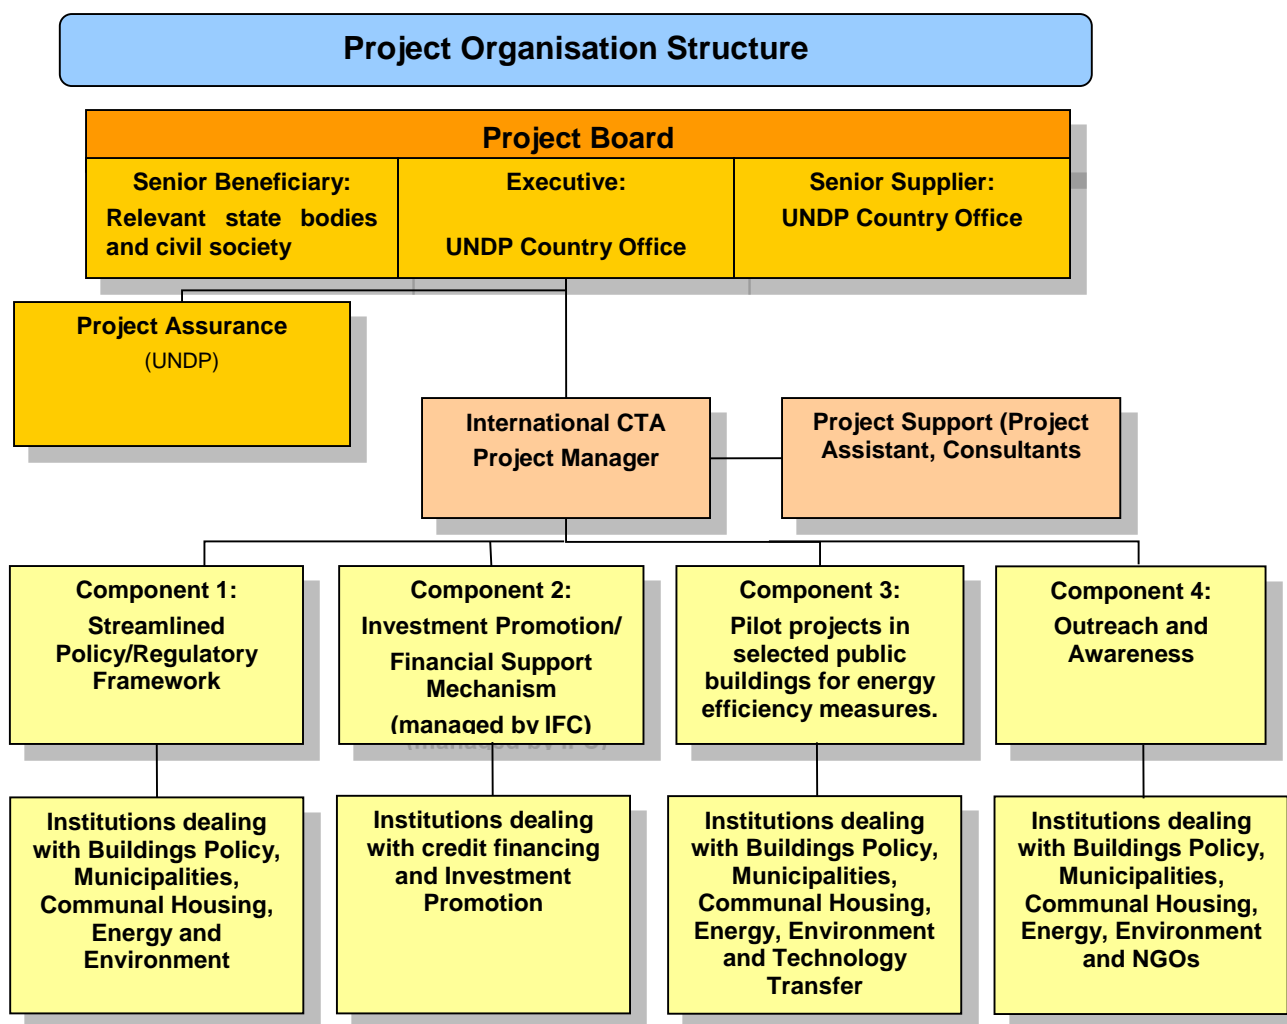 Project Organisation Structure
Project Board
Senior Beneficiary:
Relevant state bodies
and civil society
Executive:
UNDP Country Office
Senior Supplier:
UNDP Country Office
Project Assurance
(UNDP)
International CTA
Project Manager
Project Support (Project
Assistant, Consultants
Component 1:
Streamlined
Policy/Regulatory
Framework
Component 2:
Investment Promotion/
Financial Support
Mechanism
(managed by IFC)
Component 3:
Pilot projects in
selected public
buildings for energy
efficiency measures.
Component 4:
Outreach and
Awareness
Institutions dealing
with Buildings Policy,
Municipalities,
Communal Housing,
Energy and
Environment
Institutions dealing
with credit financing
and Investment
Promotion
Institutions dealing
with Buildings Policy,
Municipalities,
Communal Housing,
Energy, Environment
and Technology
Transfer
Institutions dealing
with Buildings Policy,
Municipalities,
Communal Housing,
Energy, Environment
and NGOs